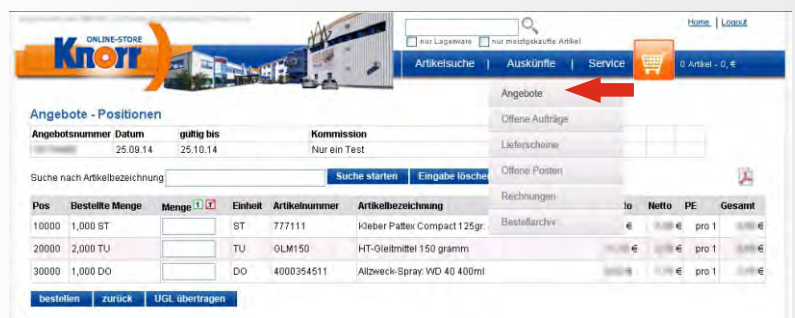 Home | Logout
ONLINE-STORE
Knorr
nur Lagerware nur meistgekaufte Artikel
Artikelsuche | Auskünfte | Service 0 Artikel - 0, €
Angebote
Offene Aufträge
Lieferscheine
Offene Posten
Rechnungen
Bestellarchiv
Angebote - Positionen
Angebotsnummer Datum gültig bis Kommission
25.09.14 25.10.14 Nur ein Test
Suche nach Artikelbezeichnung Suche starten Eingabe lösche
Pos Bestellte Menge Menge 1 1 Einheit Artikelnummer Artikelbezeichnung Netto PE Gesamt
10000 1,000 ST ST 777111 Kleber Pattex Compact 125gr. € € pro 1 €
20000 2,000 TU TU GLM150 HT-Gleitmittel 150 gramm € € pro 1 €
30000 1,000 DO DO 4000354511 Allzweck-Spray. WD 40 400ml € € pro 1 €
bestellen zurück UGL übertragen